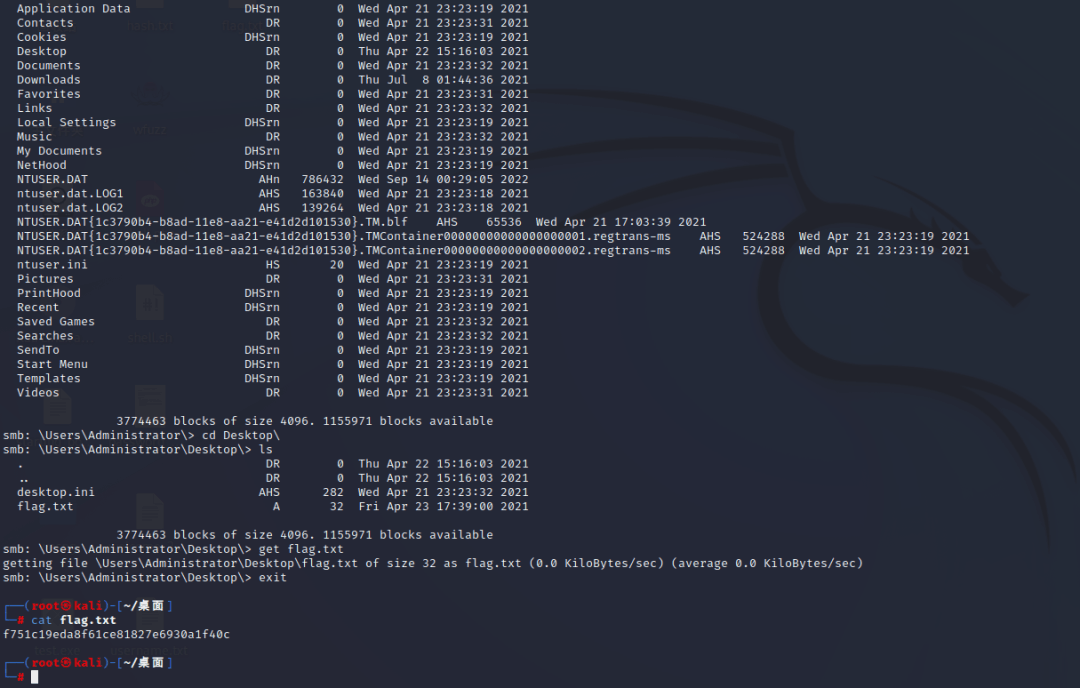 Application Data DHSrn 0 Wed Apr 21 23:23:19 2021
Contacts DR 0 Wed Apr 21 23:23:31 2021
Cookies DHSrn 0 Wed Apr 21 23:23:19 2021
Desktop DR 0 Thu Apr 22 15:16:03 2021
Documents DR 0 Wed Apr 21 23:23:32 2021
Downloads DR 0 Thu Jul 8 01:44:36 2021
Favorites DR 0 Wed Apr 21 23:23:31 2021
Links DR 0 Wed Apr 21 23:23:32 2021
Local Settings DHSrn 0 Wed Apr 21 23:23:19 2021
Music DR 0 Wed Apr 21 23:23:32 2021
My Documents DHSrn 0 Wed Apr 21 23:23:19 2021
NetHood DHSrn 0 Wed Apr 21 23:23:19 2021
NTUSER.DAT AHn 786432 Wed Sep 14 00:29:05 2022
ntuser.dat.LOG1 AHS 163840 Wed Apr 21 23:23:18 2021
ntuser.dat.LOG2 AHS 139264 Wed Apr 21 23:23:18 2021
NTUSER.DAT{1c3790b4-b8ad-11e8-aa21-e41d2d101530}.TM.blf AHS 65536 Wed Apr 21 17:03:39 2021
NTUSER.DAT{1c3790b4-b8ad-11e8-aa21-e41d2d101530}.TMContainer00000000000000000001.regtrans-ms AHS 524288 Wed Apr 21 23:23:19 2021
NTUSER.DAT{1c3790b4-b8ad-11e8-aa21-e41d2d101530}.TMContainer00000000000000000002.regtrans-ms AHS 524288 Wed Apr 21 23:23:19 2021
ntuser.ini HS 20 Wed Apr 21 23:23:19 2021
Pictures DR 0 Wed Apr 21 23:23:31 2021
PrintHood DHSrn 0 Wed Apr 21 23:23:19 2021
Recent DHSrn 0 Wed Apr 21 23:23:19 2021
Saved Games DR 0 Wed Apr 21 23:23:32 2021
Searches DR 0 Wed Apr 21 23:23:32 2021
SendTo DHSrn 0 Wed Apr 21 23:23:19 2021
Start Menu DHSrn 0 Wed Apr 21 23:23:19 2021
Templates DHSrn 0 Wed Apr 21 23:23:19 2021
Videos DR 0 Wed Apr 21 23:23:31 2021
3774463 blocks of size 4096. 1155971 blocks available
smb: \Users\Administrator\> cd Desktop\
smb: \Users\Administrator\Desktop\> ls
. DR 0 Thu Apr 22 15:16:03 2021
.. DR 0 Thu Apr 22 15:16:03 2021
desktop.ini AHS 282 Wed Apr 21 23:23:32 2021
flag.txt A 32 Fri Apr 23 17:39:00 2021
3774463 blocks of size 4096. 1155971 blocks available
smb: \Users\Administrator\Desktop\> get flag.txt
getting file \Users\Administrator\Desktop\flag.txt of size 32 as flag.txt (0.0 KiloBytes/sec) (average 0.0 KiloBytes/sec)
smb: \Users\Administrator\Desktop\> exit
┌──(root㉿kali)-[~/桌面]
└─# cat flag.txt
f751c19eda8f61ce81827e6930a1f40c
┌──(root㉿kali)-[~/桌面]
└─#